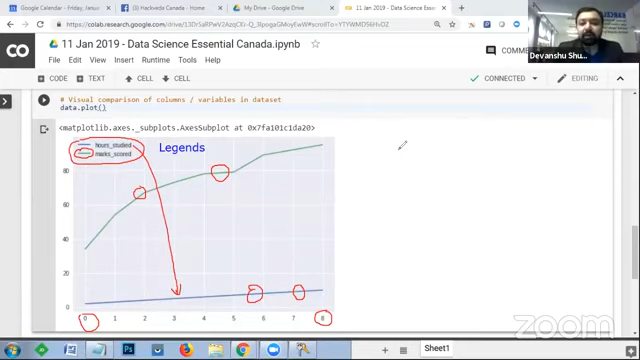 Google Calendar - Friday, Janua
Hackveda Canada - Home
My Drive - Google Drive
11 Jan 2019 - Data Science Esse
https://colab.research.google.com/drive/
11 Jan 2019 - Data Science Essential Canada.ipynb
File Edit View Insert Runtime Tools Help
COMME
Devanshu Shu...
CODE TEXT CELL CELL
CONNECTED
EDITING
# Visual comparison of columns / variables in dataset
data.plot()
<matplotlib.axes._subplots.AxesSubplot at 0x7fa101c1da20>
hours_studied
marks_scored
Legends
80
60
40
20
0
0 1 2 3 4 5 6 7 8
Sheet1
zoom